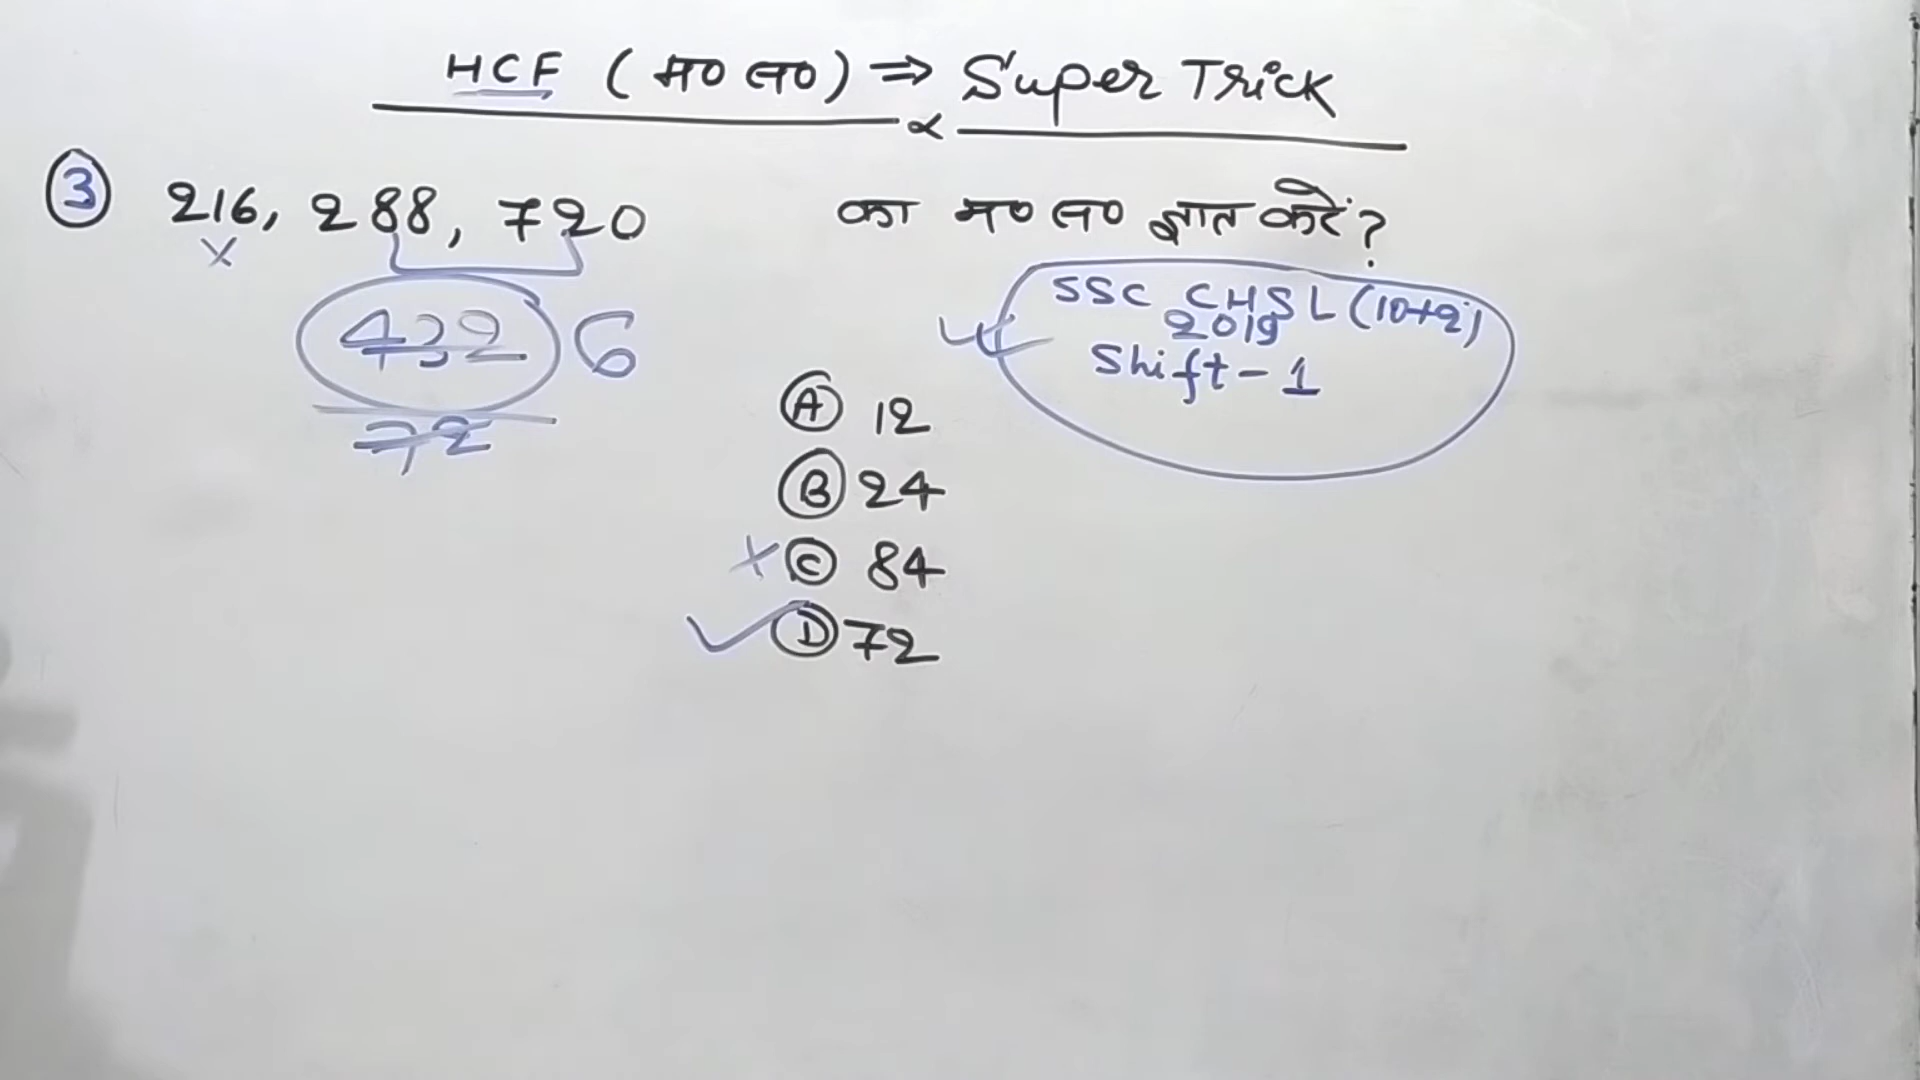 HCF (म० स०) ⇒ Super Trick
③ 216, 288, 720 का म० स० ज्ञात करें?
×
432 6
72
SSC CHSL (10+2)
2019
Shift - 1
Ⓐ 12
Ⓑ 24
× Ⓒ 84
✓ Ⓓ 72